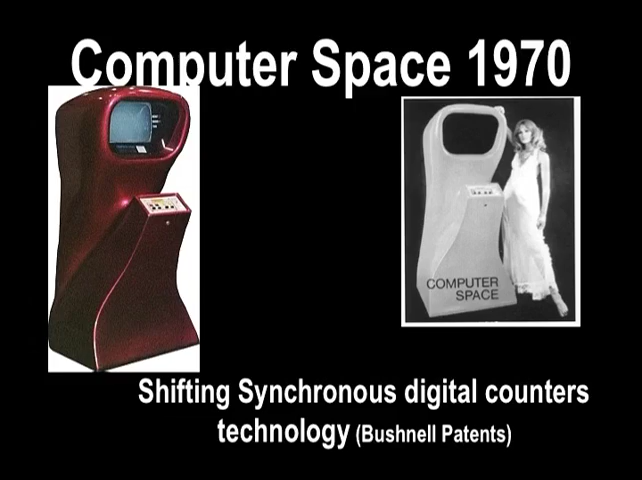 Computer Space 1970
COMPUTER
SPACE
Shifting Synchronous digital counters
technology (Bushnell Patents)